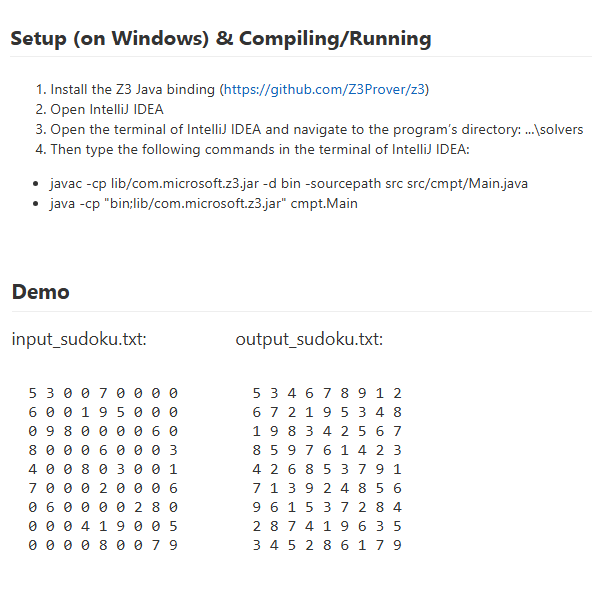 Setup (on Windows) & Compiling/Running
1. Install the Z3 Java binding (https://github.com/Z3Prover/z3)
2. Open IntelliJ IDEA
3. Open the terminal of IntelliJ IDEA and navigate to the program’s directory: ...\solvers
4. Then type the following commands in the terminal of IntelliJ IDEA:
• javac -cp lib/com.microsoft.z3.jar -d bin -sourcepath src src/cmpt/Main.java
• java -cp "bin;lib/com.microsoft.z3.jar" cmpt.Main
Demo
input_sudoku.txt:
5 3 0 0 7 0 0 0 0
6 0 0 1 9 5 0 0 0
0 9 8 0 0 0 0 6 0
8 0 0 0 6 0 0 0 3
4 0 0 8 0 3 0 0 1
7 0 0 0 2 0 0 0 6
0 6 0 0 0 0 2 8 0
0 0 0 4 1 9 0 0 5
0 0 0 0 8 0 0 7 9
output_sudoku.txt:
5 3 4 6 7 8 9 1 2
6 7 2 1 9 5 3 4 8
1 9 8 3 4 2 5 6 7
8 5 9 7 6 1 4 2 3
4 2 6 8 5 3 7 9 1
7 1 3 9 2 4 8 5 6
9 6 1 5 3 7 2 8 4
2 8 7 4 1 9 6 3 5
3 4 5 2 8 6 1 7 9